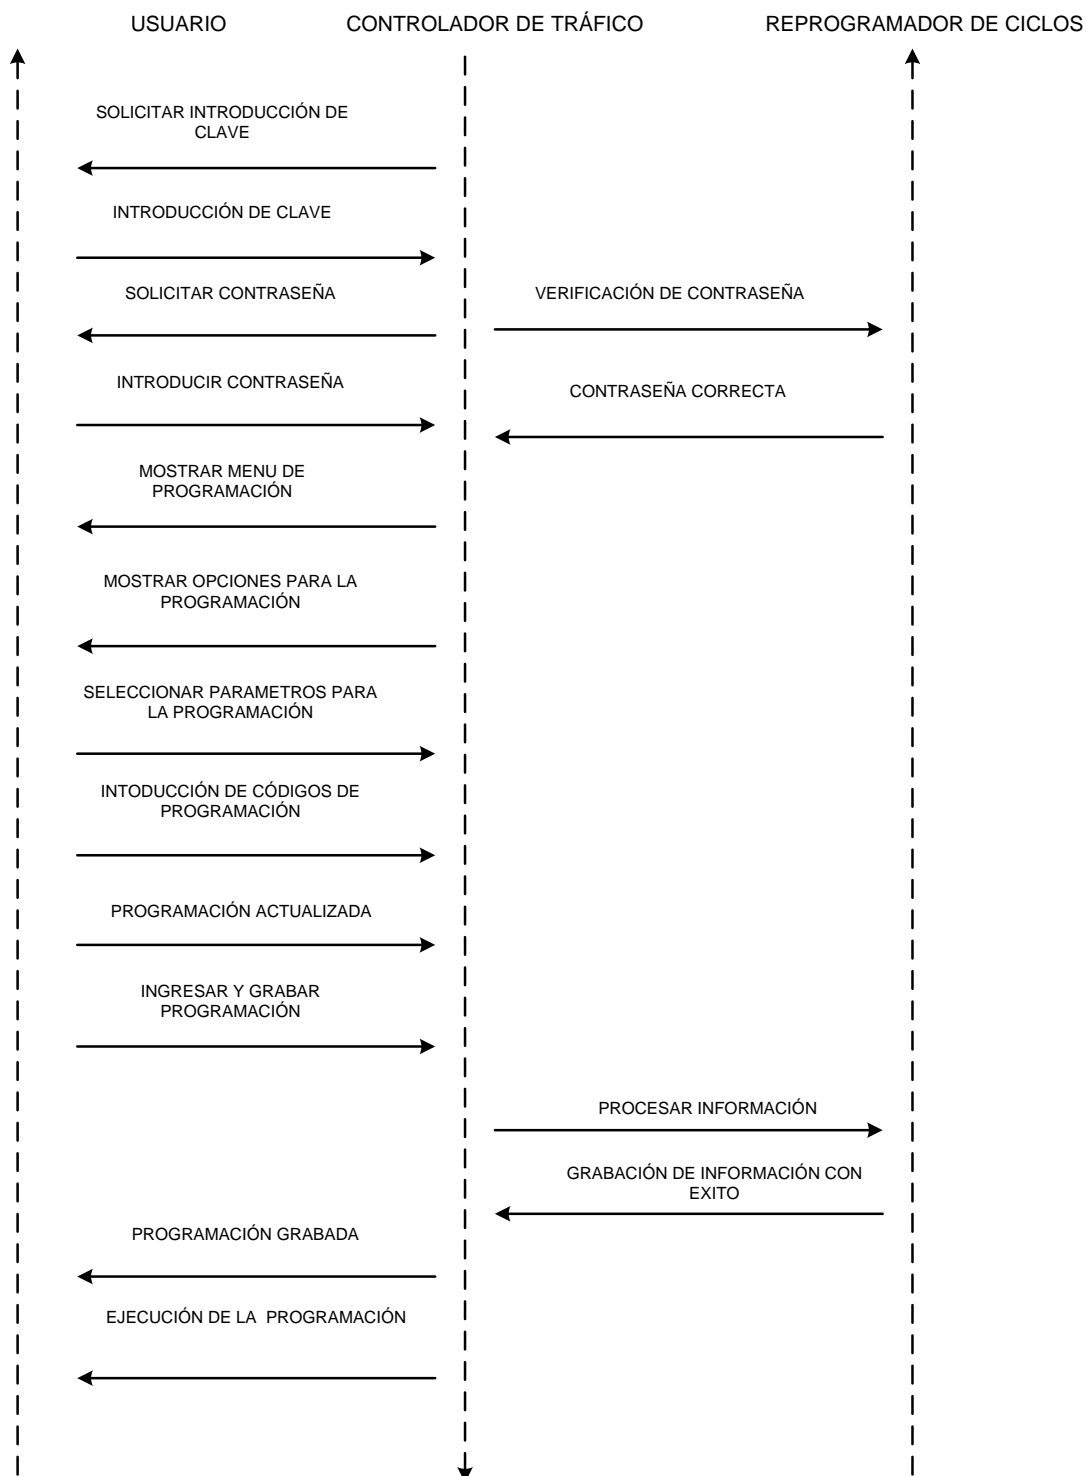 USUARIO
CONTROLADOR DE TRÁFICO
REPROGRAMADOR DE CICLOS
SOLICITAR INTRODUCCIÓN DE
CLAVE
INTRODUCCIÓN DE CLAVE
SOLICITAR CONTRASEÑA
VERIFICACIÓN DE CONTRASEÑA
INTRODUCIR CONTRASEÑA
CONTRASEÑA CORRECTA
MOSTRAR MENU DE
PROGRAMACIÓN
MOSTRAR OPCIONES PARA LA
PROGRAMACIÓN
SELECCIONAR PARAMETROS PARA
LA PROGRAMACIÓN
INTODUCCIÓN DE CÓDIGOS DE
PROGRAMACIÓN
PROGRAMACIÓN ACTUALIZADA
INGRESAR Y GRABAR
PROGRAMACIÓN
PROCESAR INFORMACIÓN
GRABACIÓN DE INFORMACIÓN CON
EXITO
PROGRAMACIÓN GRABADA
EJECUCIÓN DE LA PROGRAMACIÓN